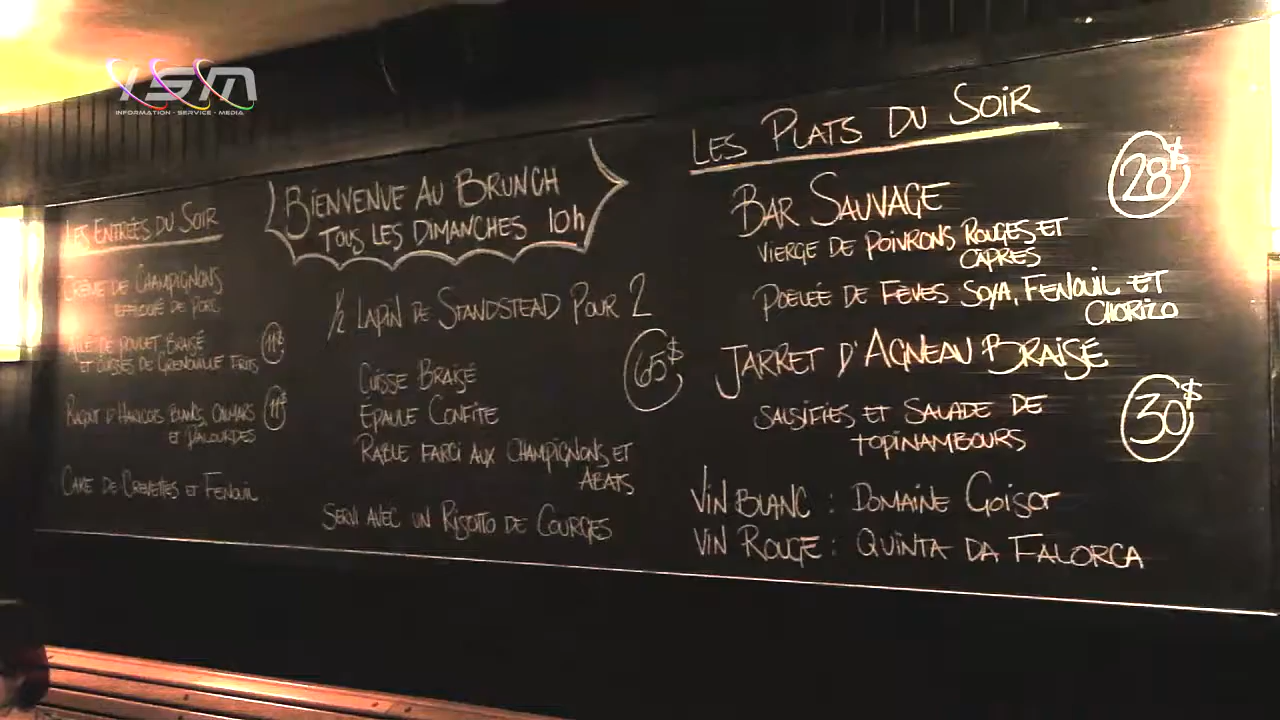 ISM
INFORMATION - SERVICE - MEDIA
LES ENTRÉES DU SOIR
CRÈME DE CHAMPIGNONS
EFFILOCHÉ DE PORC
AILE DE POULET BRAISÉ
ET CUISSES DE GRENOUILLE FRITS
11$
RAGOUT D'HARICOTS BLANCS, CALMARS
ET PALOURDES
11$
CAKE DE CREVETTES ET FENOUIL
BIENVENUE AU BRUNCH
TOUS LES DIMANCHES 10h
1/2 LAPIN DE STANDSTEAD POUR 2
65$
CUISSE BRAISÉ
EPAULE CONFITE
RABLE FARCI AUX CHAMPIGNONS ET
ABATS
SERVI AVEC UN RISOTTO DE COURGES
LES PLATS DU SOIR
BAR SAUVAGE
28$
VIERGE DE POIVRONS ROUGES ET
CAPRES
POÊLÉE DE FÈVES SOYA, FENOUIL ET
CHORIZO
JARRET D'AGNEAU BRAISÉ
30$
SALSIFIES ET SALADE DE
TOPINAMBOURS
VIN BLANC : DOMAINE GOISOT
VIN ROUGE : QUINTA DA FALORCA